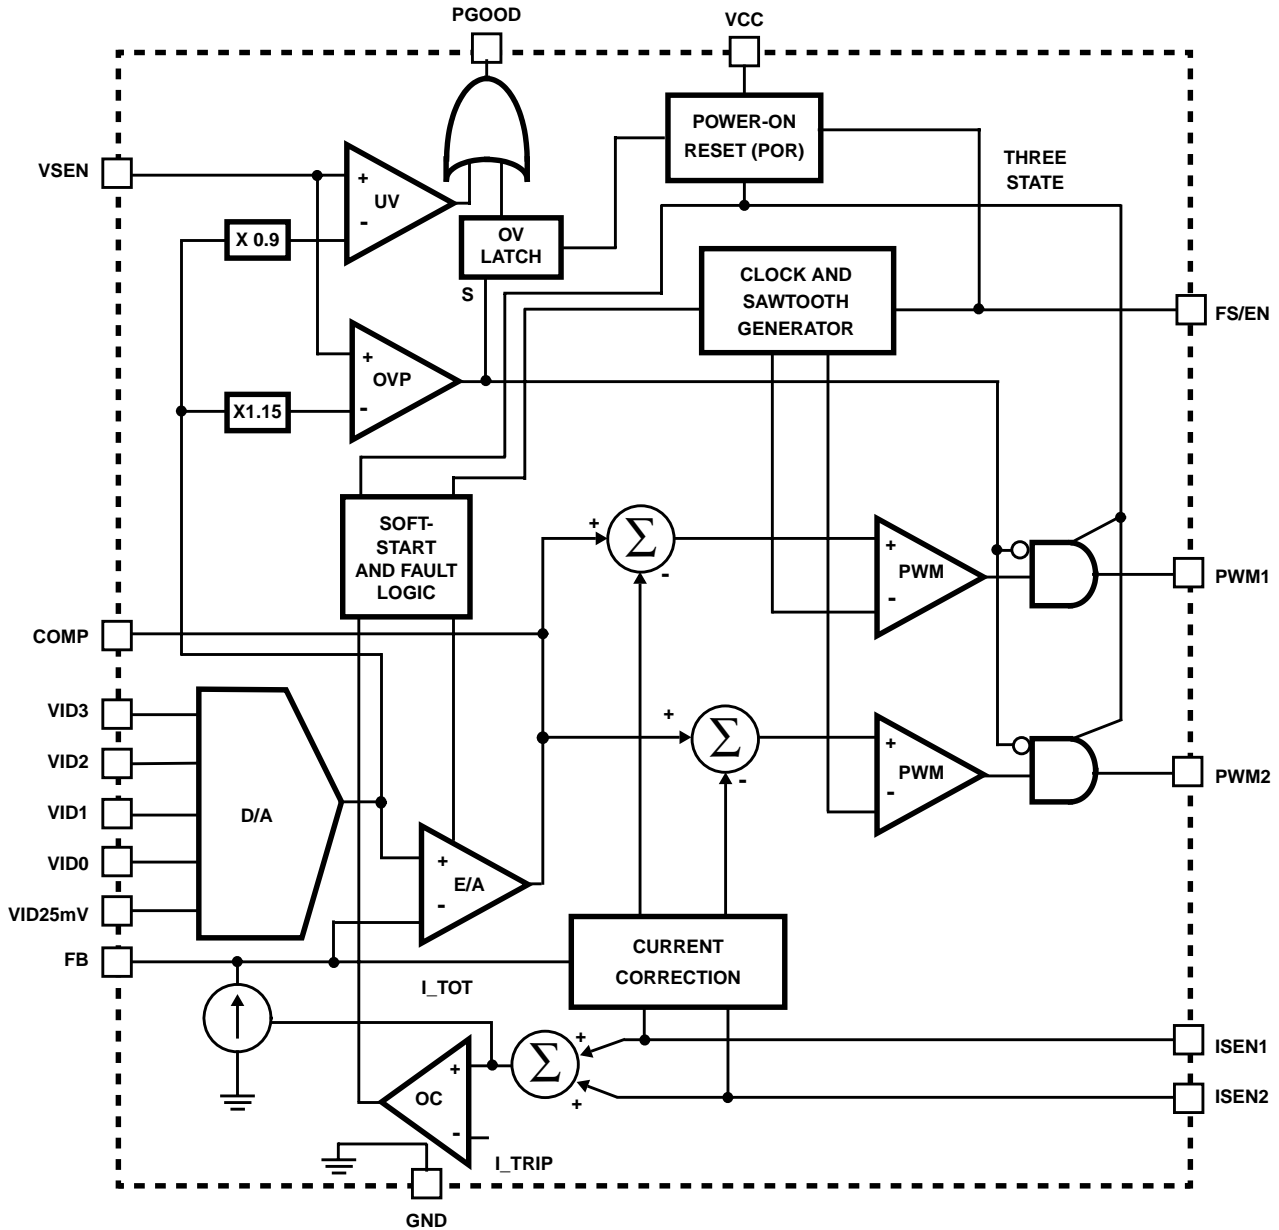 PGOOD
VCC
POWER-ON
RESET (POR)
THREE
STATE
VSEN
+
UV
-
X 0.9
OV
LATCH
S
CLOCK AND
SAWTOOTH
GENERATOR
FS/EN
+
OVP
-
X1.15
SOFT-
START
AND FAULT
LOGIC
+
Σ
-
+
PWM
-
PWM1
COMP
VID3
VID2
VID1
VID0
VID25mV
D/A
+
Σ
-
+
PWM
-
PWM2
+
E/A
-
FB
CURRENT
CORRECTION
I_TOT
+
OC
-
Σ
+
+
ISEN1
ISEN2
I_TRIP
GND